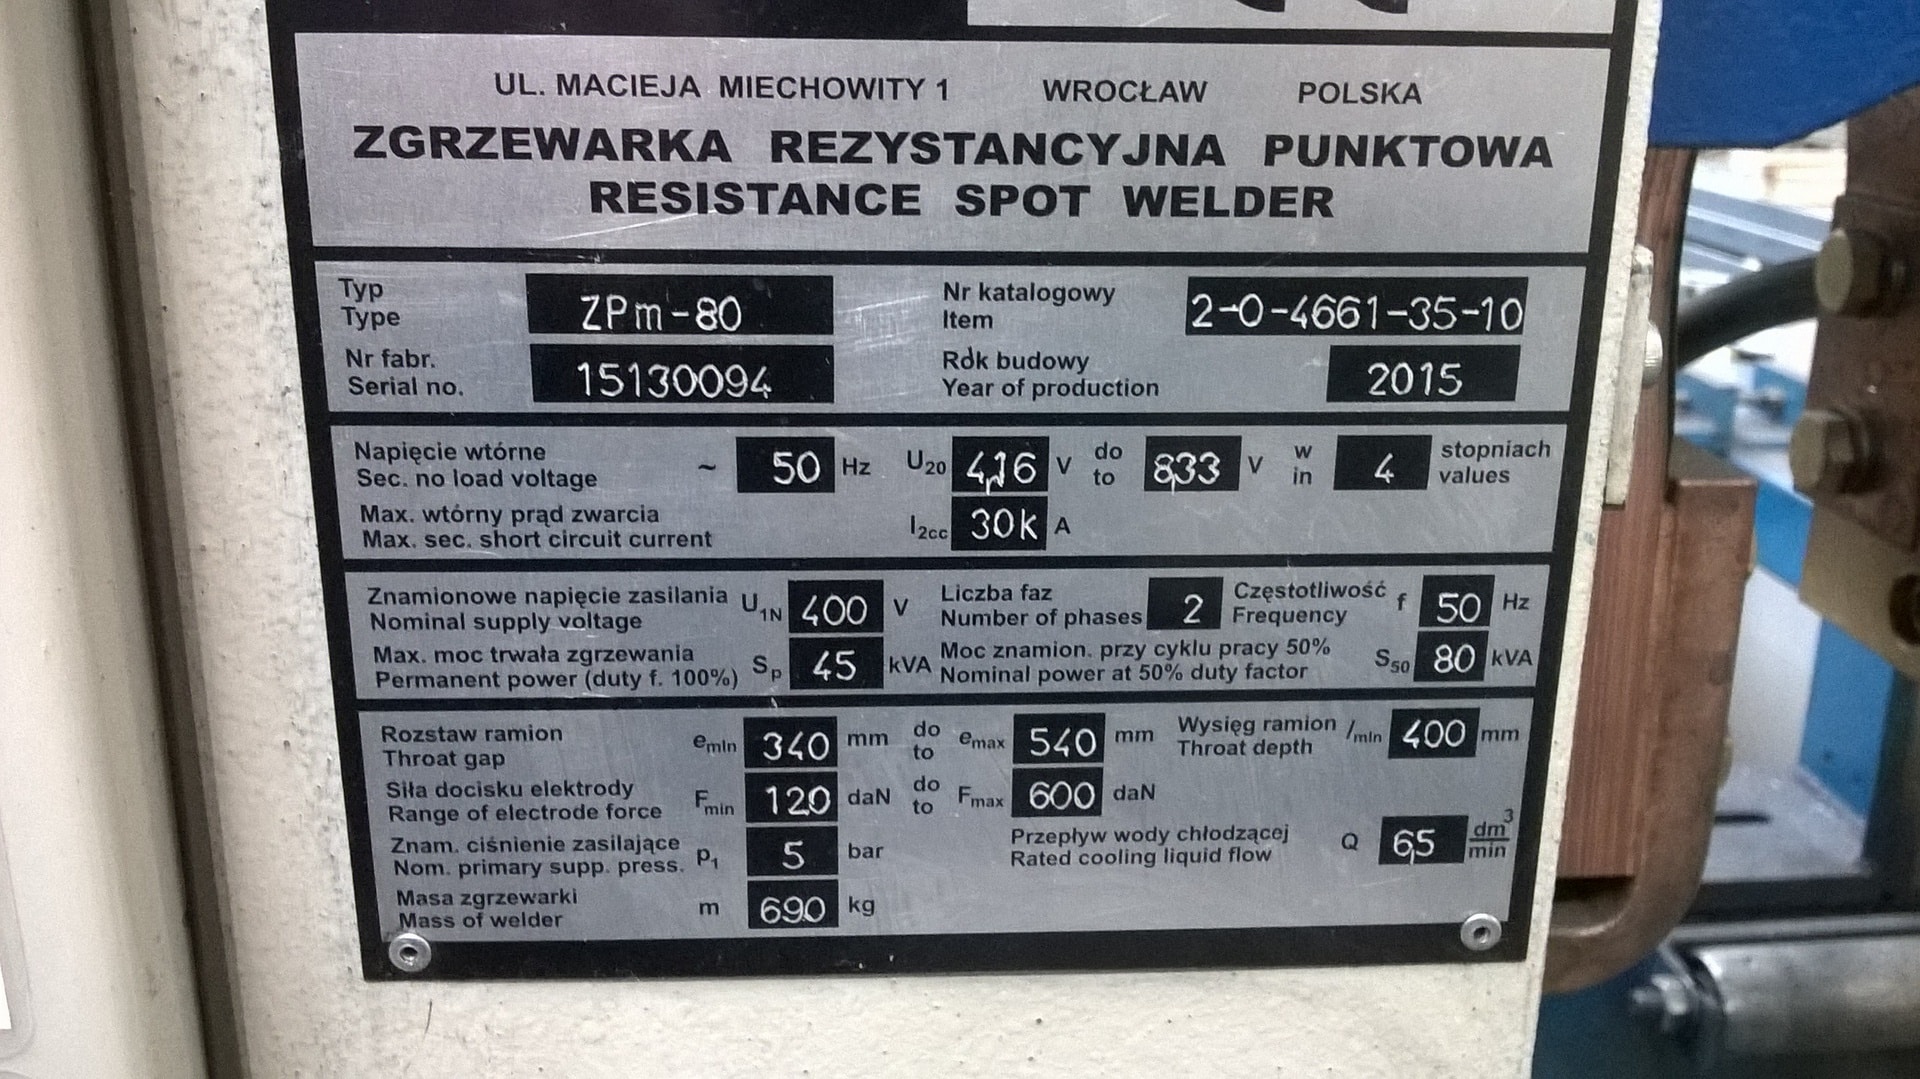 UL. MACIEJA MIECHOWITY 1 WROCŁAW POLSKA
ZGRZEWARKA REZYSTANCYJNA PUNKTOWA
RESISTANCE SPOT WELDER
Typ
Type ZPm-80
Nr katalogowy
Item 2-0-4661-35-10
Nr fabr.
Serial no. 15130094
Rok budowy
Year of production 2015
Napięcie wtórne
Sec. no load voltage ~ 50 Hz U20 4,16 V do
to 8,33 V w
in 4 stopniach
values
Max. wtórny prąd zwarcia
Max. sec. short circuit current I2cc 30k A
Znamionowe napięcie zasilania
Nominal supply voltage U1N 400 V
Liczba faz
Number of phases 2
Częstotliwość
Frequency f 50 Hz
Max. moc trwała zgrzewania
Permanent power (duty f. 100%) Sp 45 kVA
Moc znamion. przy cyklu pracy 50%
Nominal power at 50% duty factor S50 80 kVA
Rozstaw ramion
Throat gap emin 340 mm do
to emax 540 mm
Wysięg ramion
Throat depth lmin 400 mm
Siła docisku elektrody
Range of electrode force Fmin 120 daN do
to Fmax 600 daN
Znam. ciśnienie zasilające
Nom. primary supp. press. p1 5 bar
Przepływ wody chłodzącej
Rated cooling liquid flow Q 6,5 dm³/min
Masa zgrzewarki
Mass of welder m 690 kg